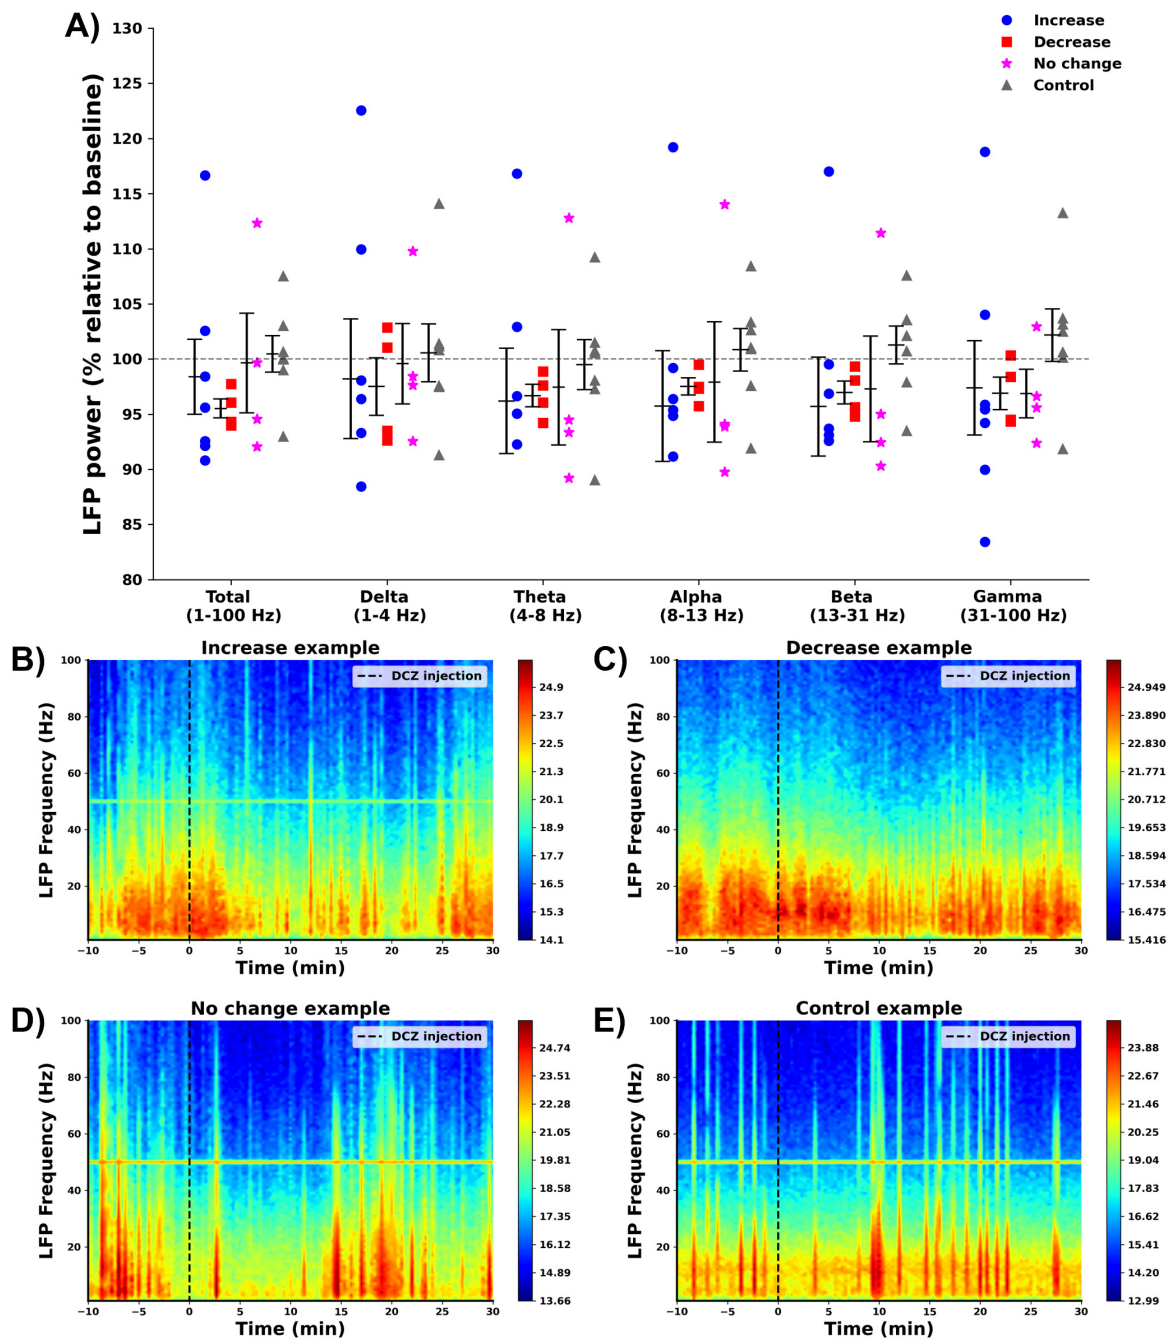 A)
130
125
120
115
110
105
100
95
90
85
80
LFP power (% relative to baseline)
Increase
Decrease
No change
Control
Total
(1-100 Hz)
Delta
(1-4 Hz)
Theta
(4-8 Hz)
Alpha
(8-13 Hz)
Beta
(13-31 Hz)
Gamma
(31-100 Hz)
B)
Increase example
DCZ injection
100
80
60
40
20
LFP Frequency (Hz)
−10 −5 0 5 10 15 20 25 30
Time (min)
24.9
23.7
22.5
21.3
20.1
18.9
17.7
16.5
15.3
14.1
C)
Decrease example
DCZ injection
100
80
60
40
20
LFP Frequency (Hz)
−10 −5 0 5 10 15 20 25 30
Time (min)
24.949
23.890
22.830
21.771
20.712
19.653
18.594
17.534
16.475
15.416
D)
No change example
DCZ injection
100
80
60
40
20
LFP Frequency (Hz)
−10 −5 0 5 10 15 20 25 30
Time (min)
24.74
23.51
22.28
21.05
19.81
18.58
17.35
16.12
14.89
13.66
E)
Control example
DCZ injection
100
80
60
40
20
LFP Frequency (Hz)
−10 −5 0 5 10 15 20 25 30
Time (min)
23.88
22.67
21.46
20.25
19.04
17.83
16.62
15.41
14.20
12.99